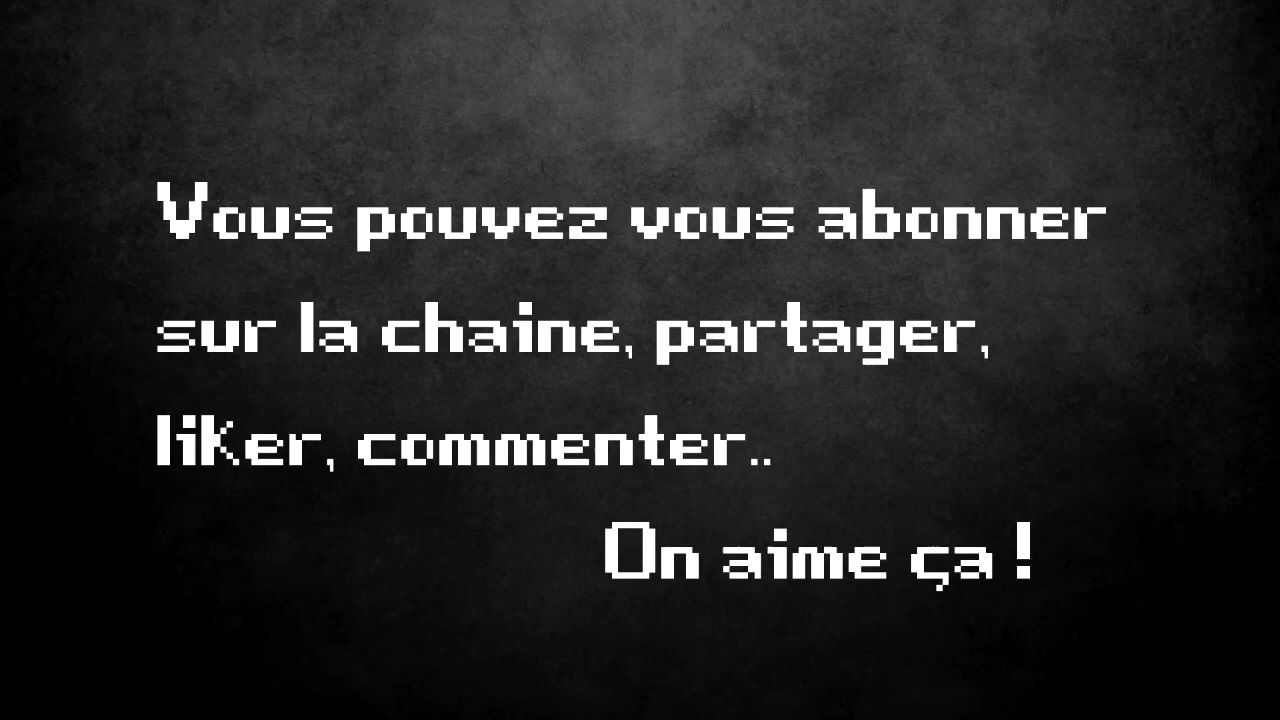 Vous pouvez vous abonner
sur la chaine, partager,
liker, commenter..
On aime ça !